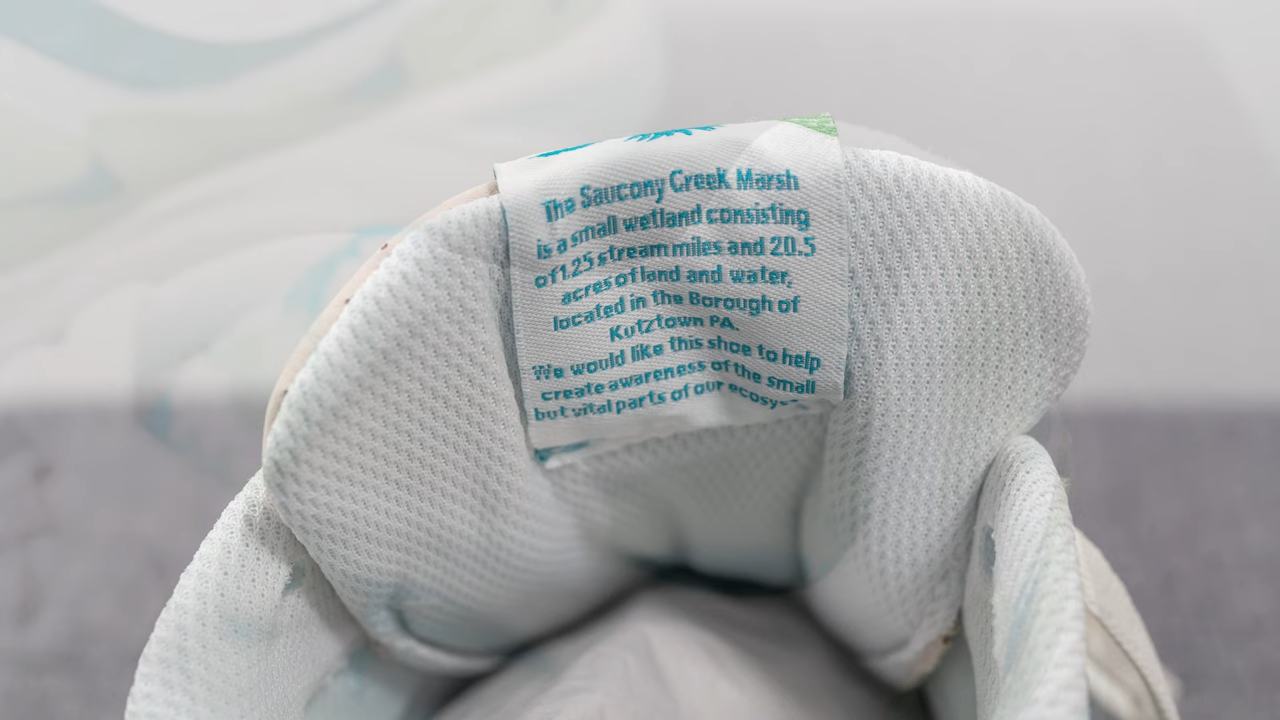 The Saucony Creek Marsh
is a small wetland consisting
of 1.25 stream miles and 20.5
acres of land and water,
located in the Borough of
Kutztown PA.
We would like this shoe to help
create awareness of the small
but vital parts of our